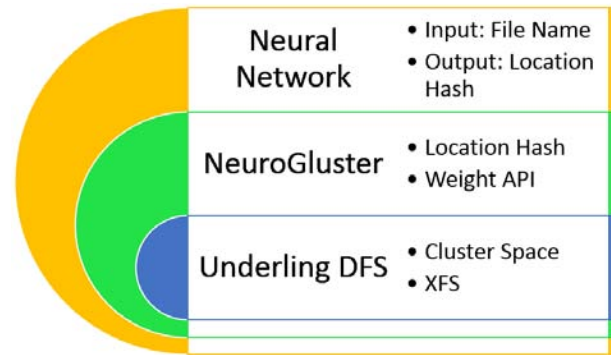 Neural
Network
• Input: File Name
• Output: Location
Hash
NeuroGluster
• Location Hash
• Weight API
Underling DFS
• Cluster Space
• XFS